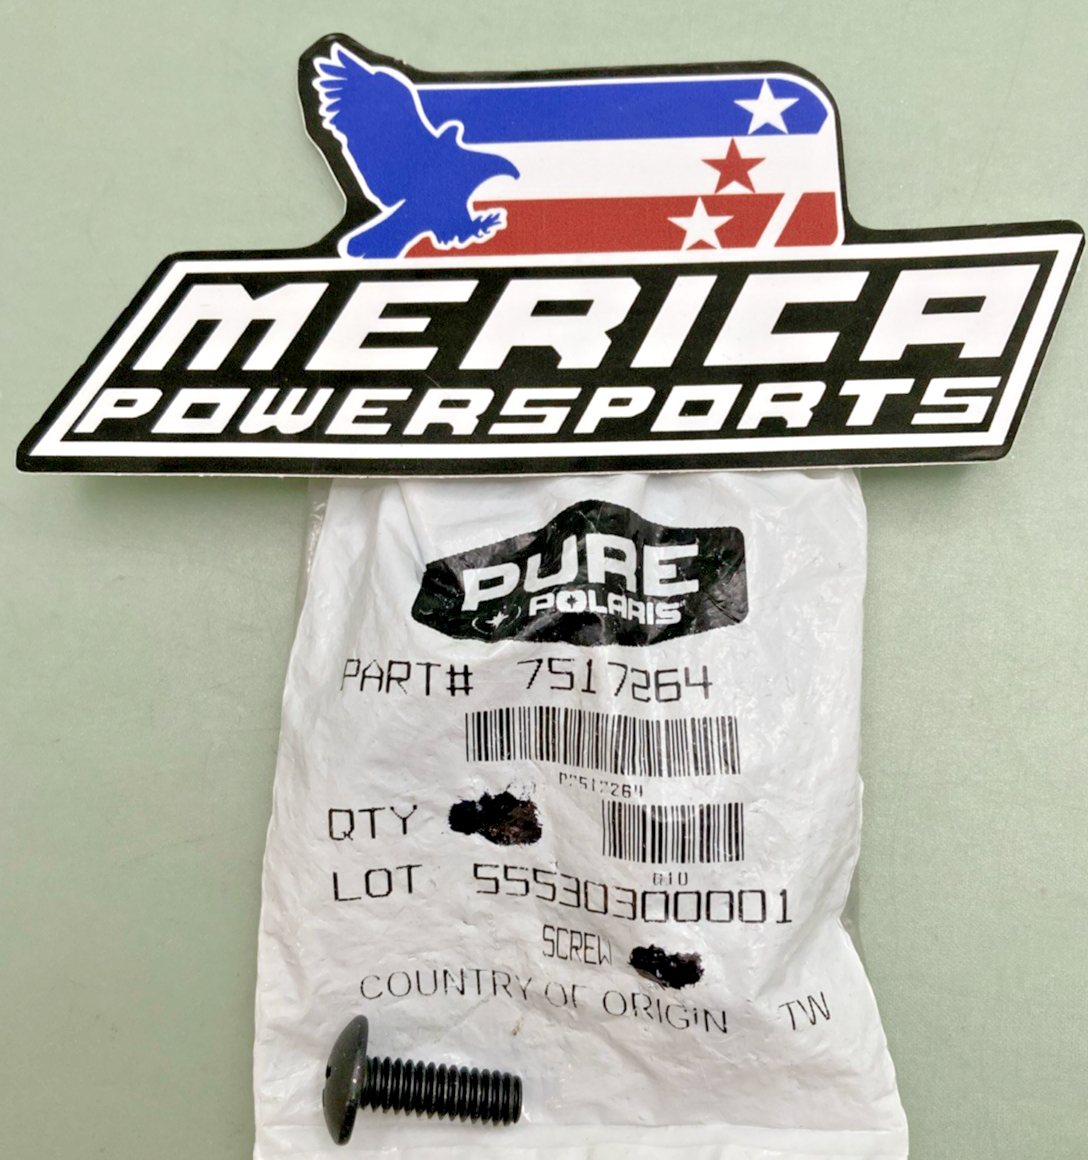 MERICA
POWERSPORTS
PURE
POLARIS
PART# 7517264
QTY
LOT 55530300001
SCREW
COUNTRY OF ORIGIN TW